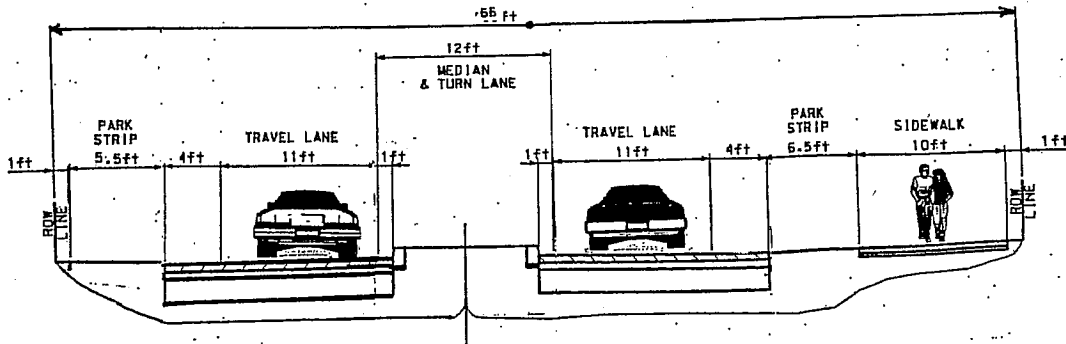 66 ft
12ft
MEDIAN
& TURN LANE
PARK
STRIP
5.5ft
TRAVEL LANE
11ft
TRAVEL LANE
11ft
PARK
STRIP
6.5ft
SIDEWALK
10ft
1ft
4ft
1ft
1ft
4ft
1ft
ROW
LINE
ROW
LINE